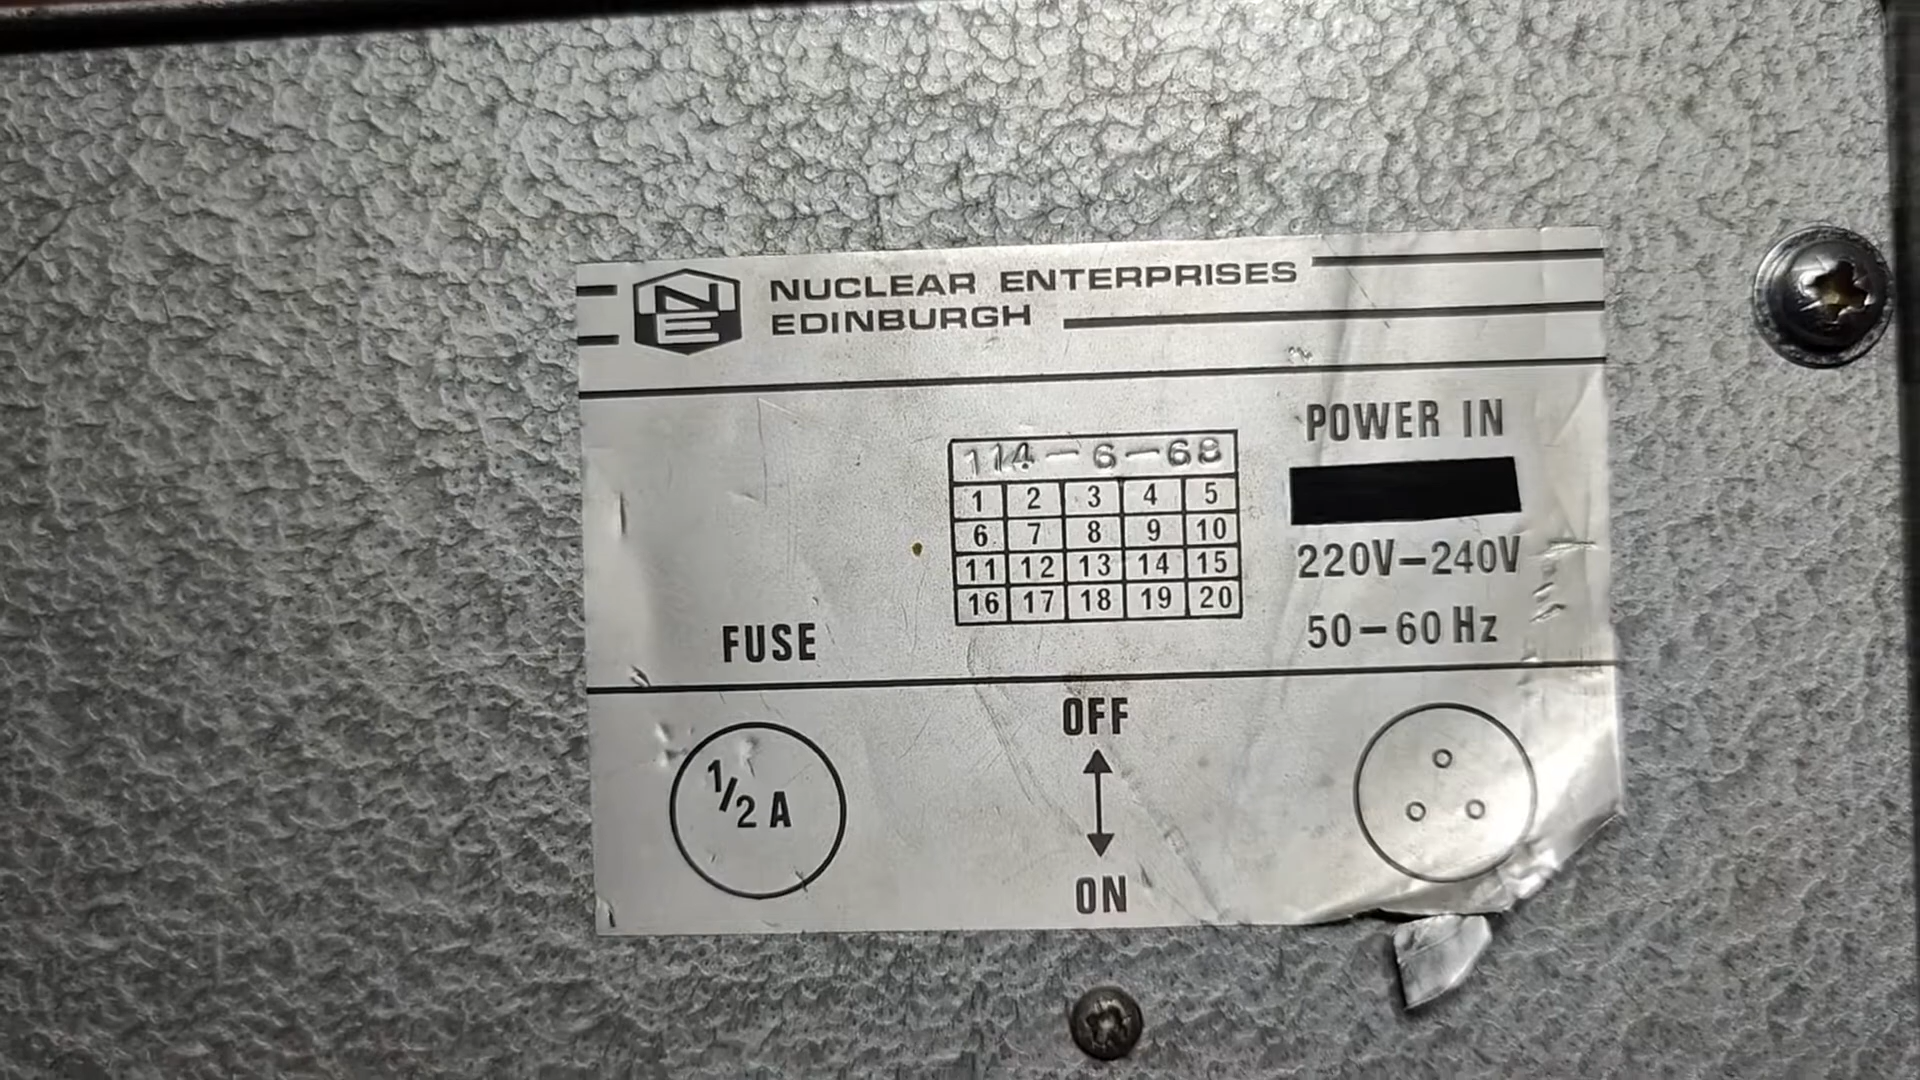 NE
NUCLEAR ENTERPRISES
EDINBURGH
114-6-68
1 2 3 4 5
6 7 8 9 10
11 12 13 14 15
16 17 18 19 20
POWER IN
220V-240V
50-60 Hz
FUSE
1/2 A
OFF
ON